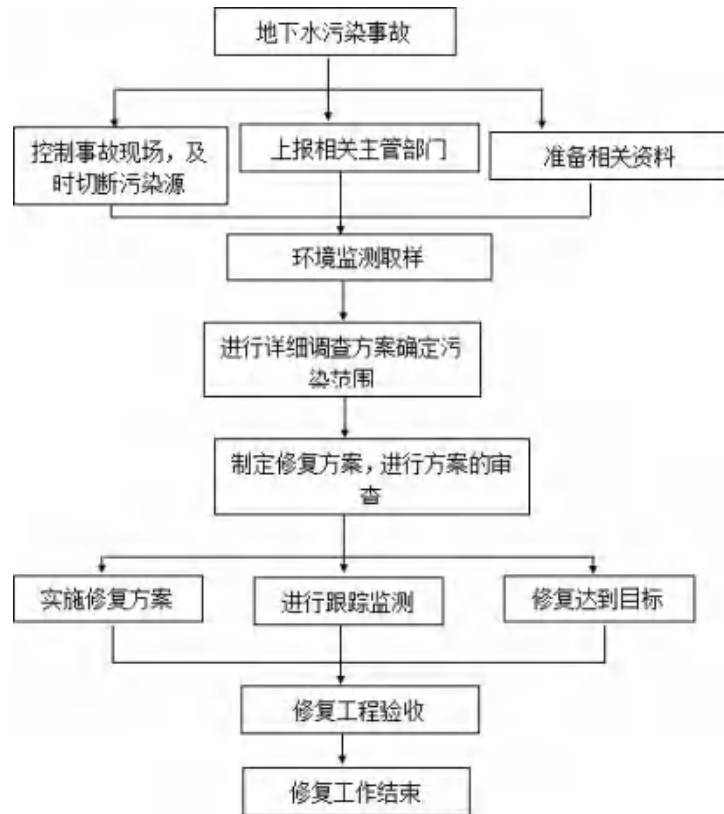 地下水污染事故
控制事故现场，及
时切断污染源
上报相关主管部门
准备相关资料
环境监测取样
进行详细调查方案确定污
染范围
制定修复方案，进行方案的审
查
实施修复方案
进行跟踪监测
修复达到目标
修复工程验收
修复工作结束